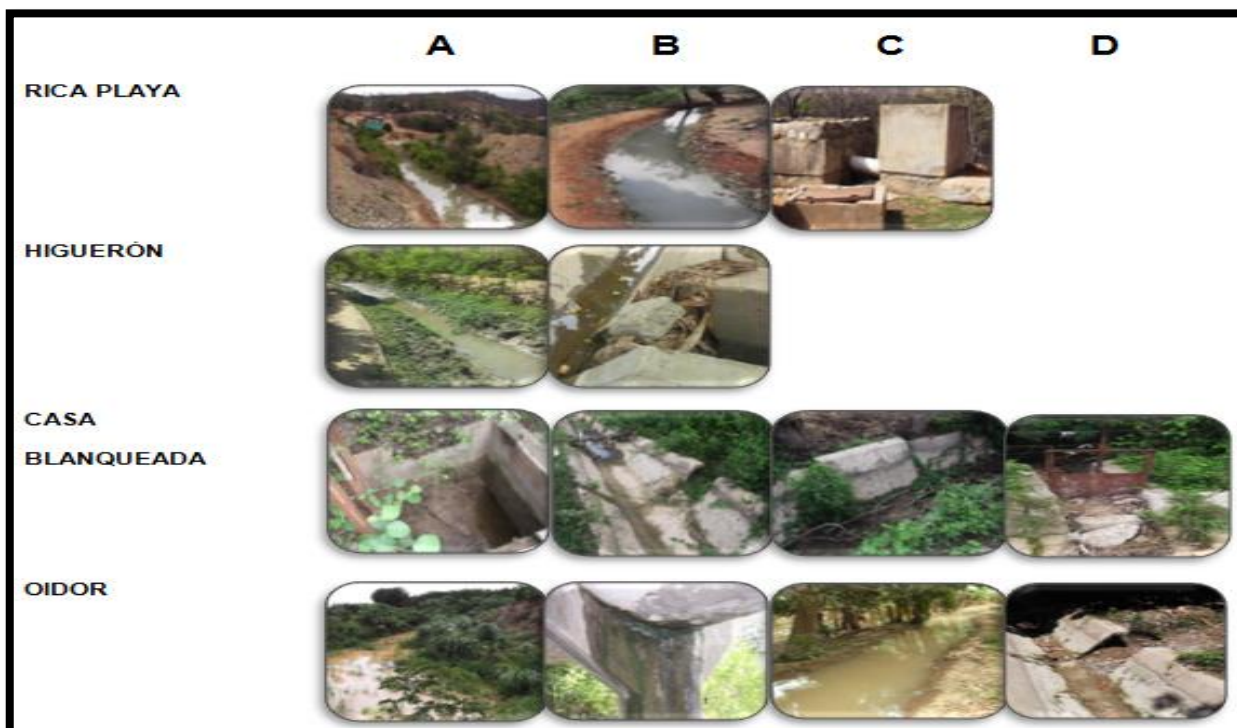 A B C D
RICA PLAYA
HIGUERÓN
CASA
BLANQUEADA
OIDOR